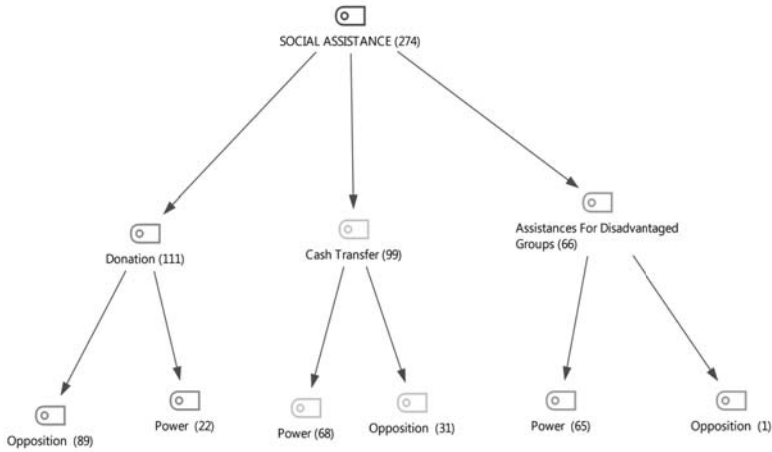 SOCIAL ASSISTANCE (274)
Donation (111)
Cash Transfer (99)
Assistances For Disadvantaged
Groups (66)
Opposition (89)
Power (22)
Power (68)
Opposition (31)
Power (65)
Opposition (1)